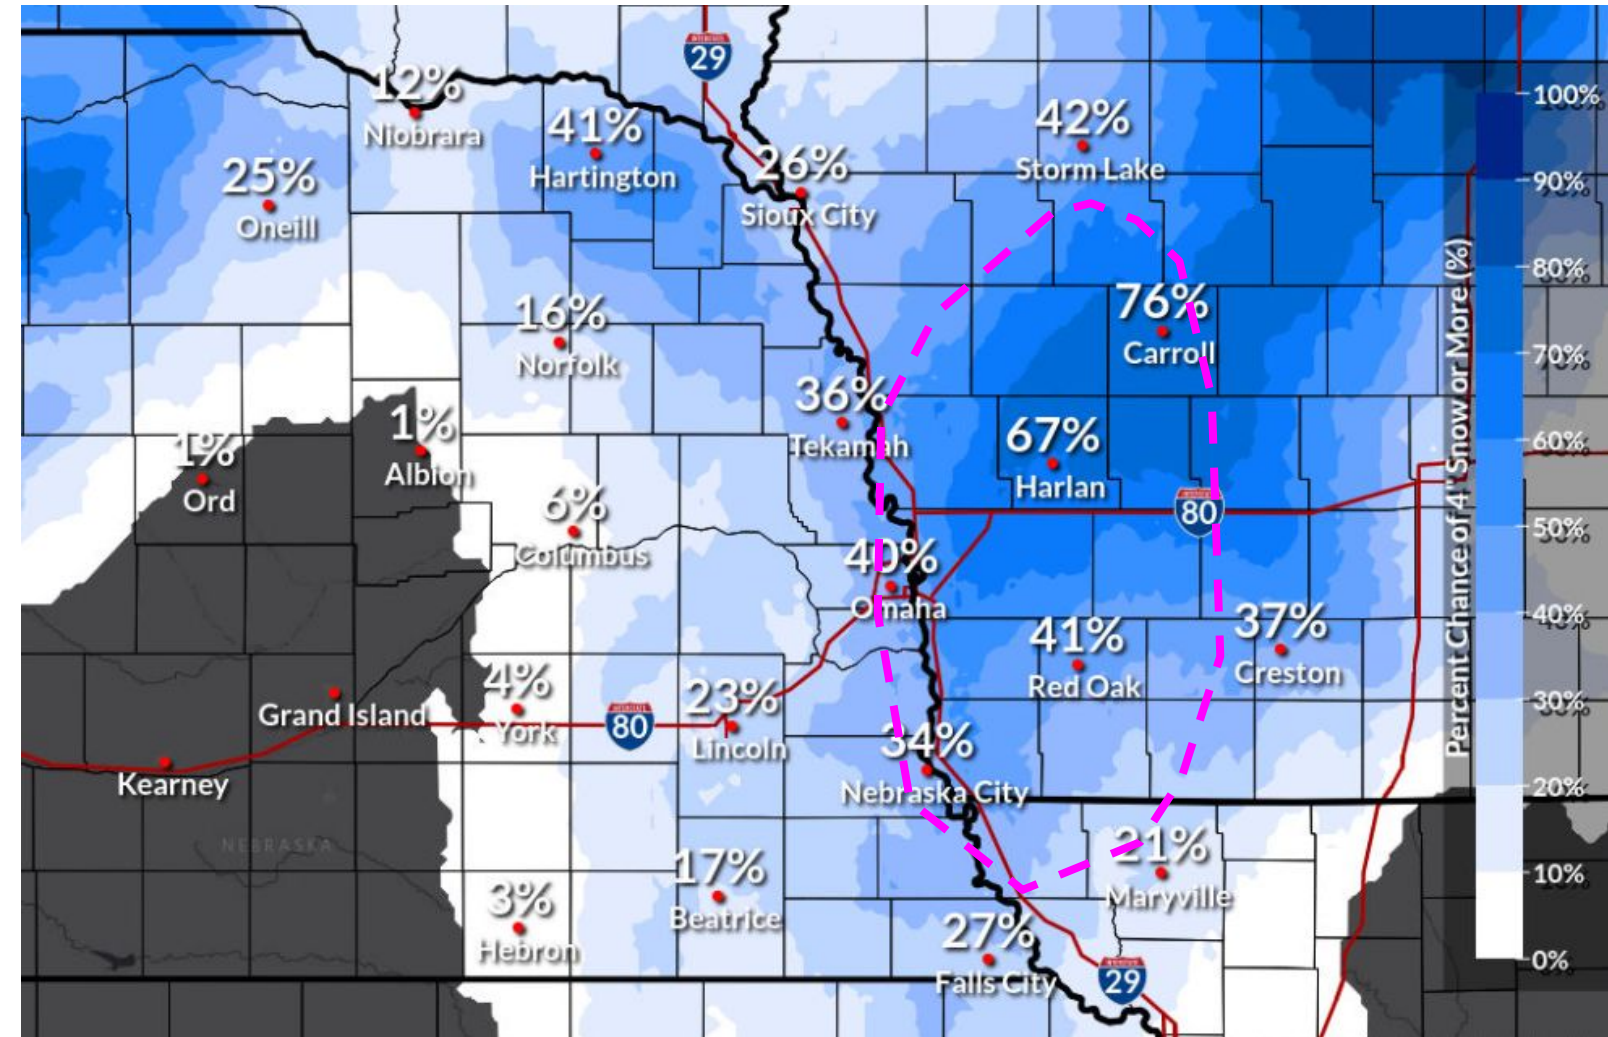 29
12%
Niobrara
41%
Hartington
42%
Storm Lake
25%
Oneill
26%
Sioux City
16%
Norfolk
76%
Carroll
36%
Tekamah
1%
Ord
1%
Albion
67%
Harlan
6%
Columbus
80
40%
Omaha
41%
Red Oak
37%
Creston
4%
York
Grand Island
80
23%
Lincoln
34%
Nebraska City
Kearney
NEBRASKA
17%
Beatrice
21%
Maryville
3%
Hebron
27%
Falls City
29
Percent Chance of 4" Snow or More (%)
100%
90%
80%
70%
60%
50%
40%
30%
20%
10%
0%